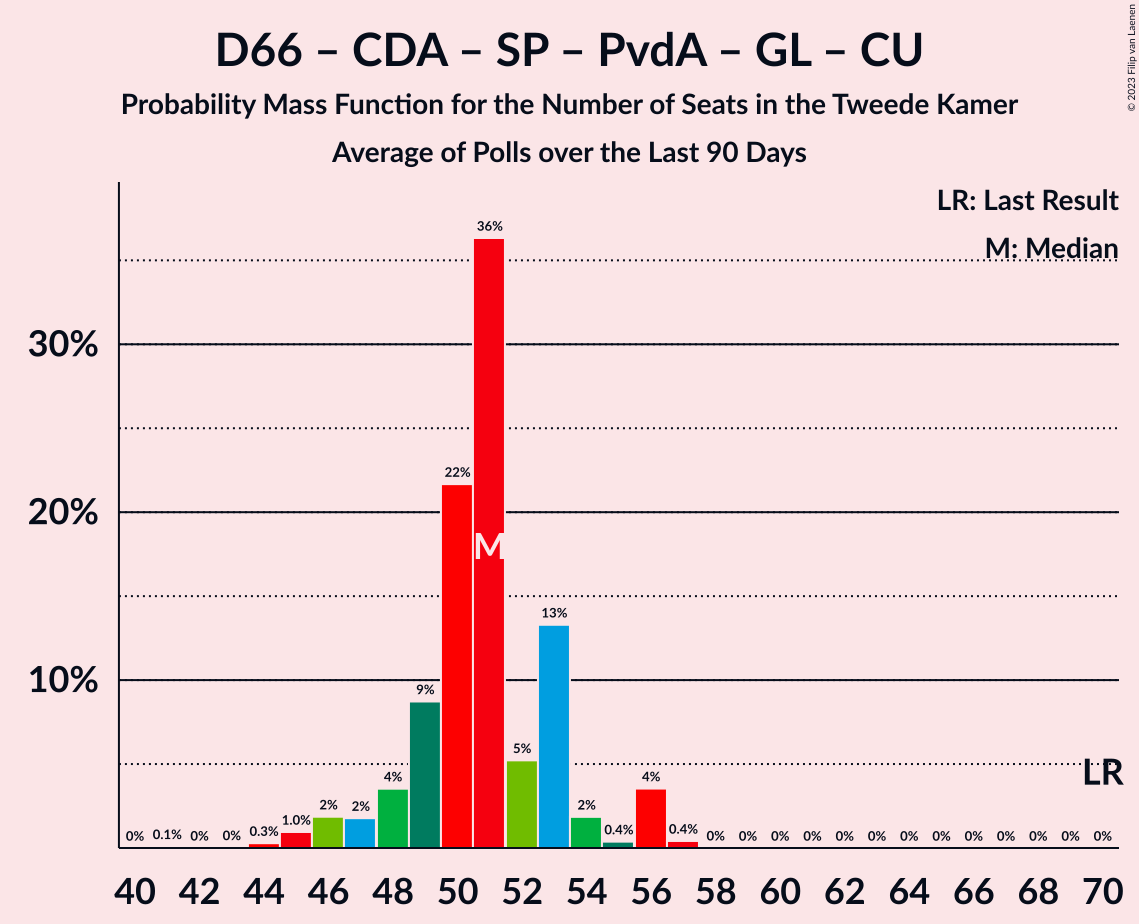 D66 – CDA – SP – PvdA – GL – CU
Probability Mass Function for the Number of Seats in the Tweede Kamer
Average of Polls over the Last 90 Days
© 2023 Filip van Laenen
LR: Last Result
M: Median
36%
30%
22%
20%
M
13%
10%
9%
5%
LR
4%
4%
2%
2%
2%
1.0%
0.3%
0.4%
0.4%
0% 0.1% 0% 0%
0% 0% 0% 0% 0% 0% 0% 0% 0% 0% 0% 0% 0%
40 42 44 46 48 50 52 54 56 58 60 62 64 66 68 70